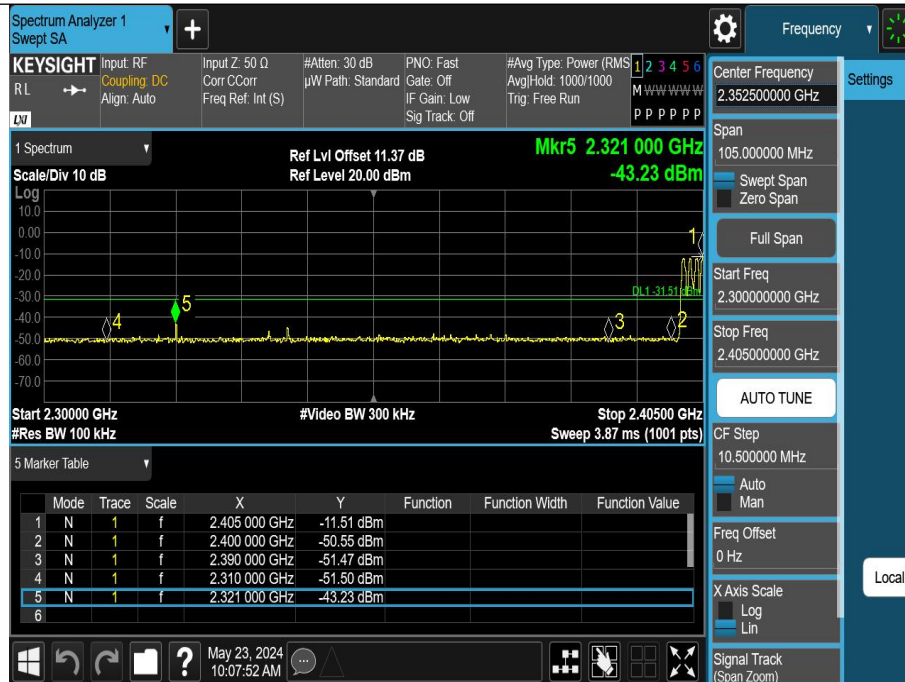 Spectrum Analyzer 1
Swept SA
+
Frequency
KEYSIGHT
RL
LXI
Input: RF
Coupling: DC
Align: Auto
Input Z: 50 Ω
Corr CCorr
Freq Ref: Int (S)
#Atten: 30 dB
µW Path: Standard
PNO: Fast
Gate: Off
IF Gain: Low
Sig Track: Off
#Avg Type: Power (RMS
Avg|Hold: 1000/1000
Trig: Free Run
1 2 3 4 5 6
M W W W W W
P P P P P P
1 Spectrum
Scale/Div 10 dB
Ref Lvl Offset 11.37 dB
Ref Level 20.00 dBm
Mkr5 2.321 000 GHz
-43.23 dBm
Log
10.0
0.00
-10.0
-20.0
-30.0
-40.0
-50.0
-60.0
-70.0
1
DL1 -31.51 dBm
5
4
3
2
Start 2.30000 GHz
#Res BW 100 kHz
#Video BW 300 kHz
Stop 2.40500 GHz
Sweep 3.87 ms (1001 pts)
5 Marker Table
Mode Trace Scale X Y Function Function Width Function Value
1 N 1 f 2.405 000 GHz -11.51 dBm
2 N 1 f 2.400 000 GHz -50.55 dBm
3 N 1 f 2.390 000 GHz -51.47 dBm
4 N 1 f 2.310 000 GHz -51.50 dBm
5 N 1 f 2.321 000 GHz -43.23 dBm
6
?
May 23, 2024
10:07:52 AM
Center Frequency
2.352500000 GHz
Settings
Span
105.000000 MHz
Swept Span
Zero Span
Full Span
Start Freq
2.300000000 GHz
Stop Freq
2.405000000 GHz
AUTO TUNE
CF Step
10.500000 MHz
Auto
Man
Freq Offset
0 Hz
Local
X Axis Scale
Log
Lin
Signal Track
(Span Zoom)